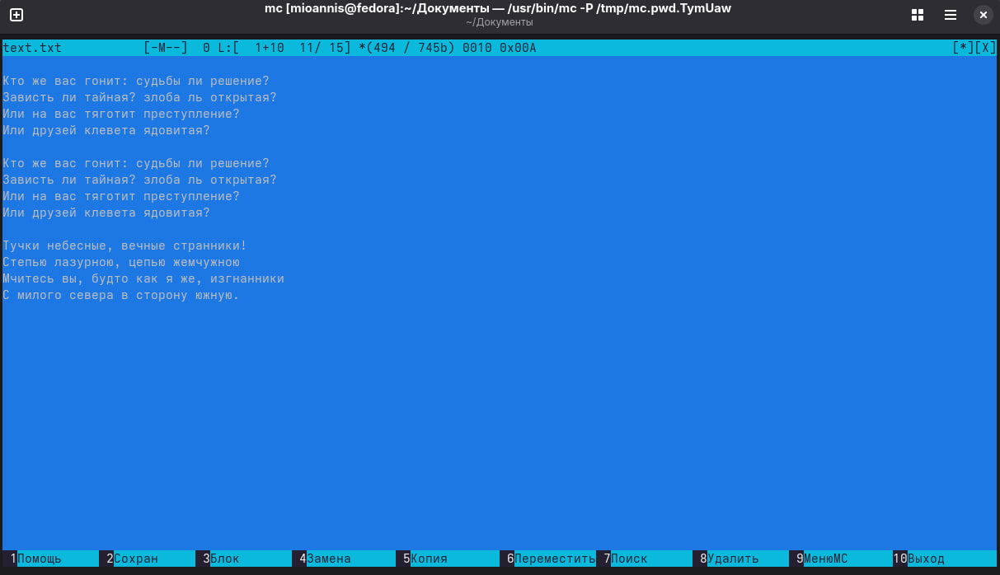 mc [mioannis@fedora]:~/Документы — /usr/bin/mc -P /tmp/mc.pwd.TymUaw
~/Документы
text.txt [-M--] 0 L:[ 1+10 11/ 15] *(494 / 745b) 0010 0x00A [*][X]
Кто же вас гонит: судьбы ли решение?
Зависть ли тайная? злоба ль открытая?
Или на вас тяготит преступление?
Или друзей клевета ядовитая?
Кто же вас гонит: судьбы ли решение?
Зависть ли тайная? злоба ль открытая?
Или на вас тяготит преступление?
Или друзей клевета ядовитая?
Тучки небесные, вечные странники!
Степью лазурною, цепью жемчужною
Мчитесь вы, будто как я же, изгнанники
С милого севера в сторону южную.
1Помощь 2Сохран 3Блок 4Замена 5Копия 6Переместить 7Поиск 8Удалить 9МенюMC 10Выход